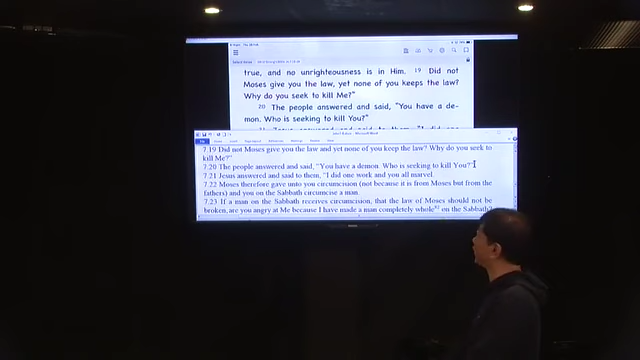 true, and no unrighteousness is in Him. 19 Did not
Moses give you the law, yet none of you keeps the law?
Why do you seek to kill Me?"
20 The people answered and said, "You have a de-
mon. Who is seeking to kill You?"
7.19 Did not Moses give you the law and yet none of you keep the law? Why do you seek to
kill Me?"
7.20 The people answered and said, "You have a demon. Who is seeking to kill You?"
7.21 Jesus answered and said to them, "I did one work and you all marvel.
7.22 Moses therefore gave unto you circumcision (not because it is from Moses but from the
fathers) and you on the Sabbath circumcise a man.
7.23 If a man on the Sabbath receives circumcision, that the law of Moses should not be
broken, are you angry at Me because I have made a man completely whole on the Sabbath?